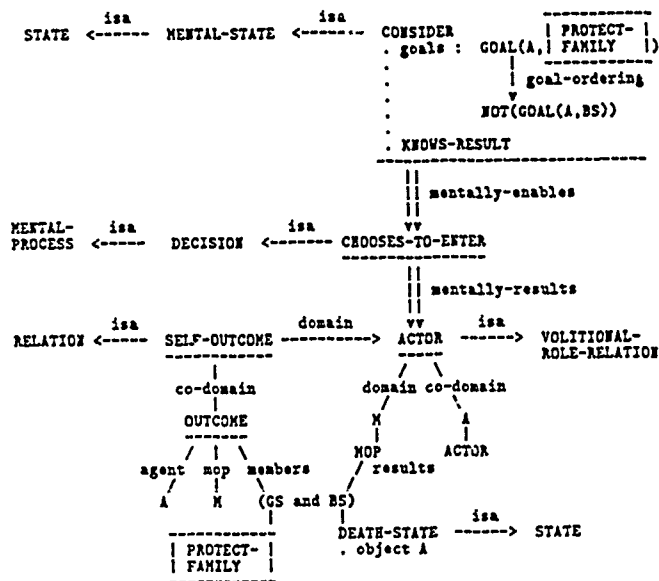 isa isa | PROTECT- |
STATE <------ MENTAL-STATE <------ CONSIDER
goals : GOAL(A,| FAMILY |)
goal-ordering
NOT(GOAL(A,BS))
. KNOWS-RESULT
mentally-enables
MENTAL- isa isa
PROCESS <------ DECISION <------ CHOOSES-TO-ENTER
mentally-results
isa domain isa
RELATION <------ SELF-OUTCOME --------> ACTOR ------> VOLITIONAL-
ROLE-RELATION
co-domain domain co-domain
OUTCOME M A
MOP ACTOR
agent mop members results
A M (GS and BS)
isa
| PROTECT- | DEATH-STATE ------> STATE
| FAMILY | . object A